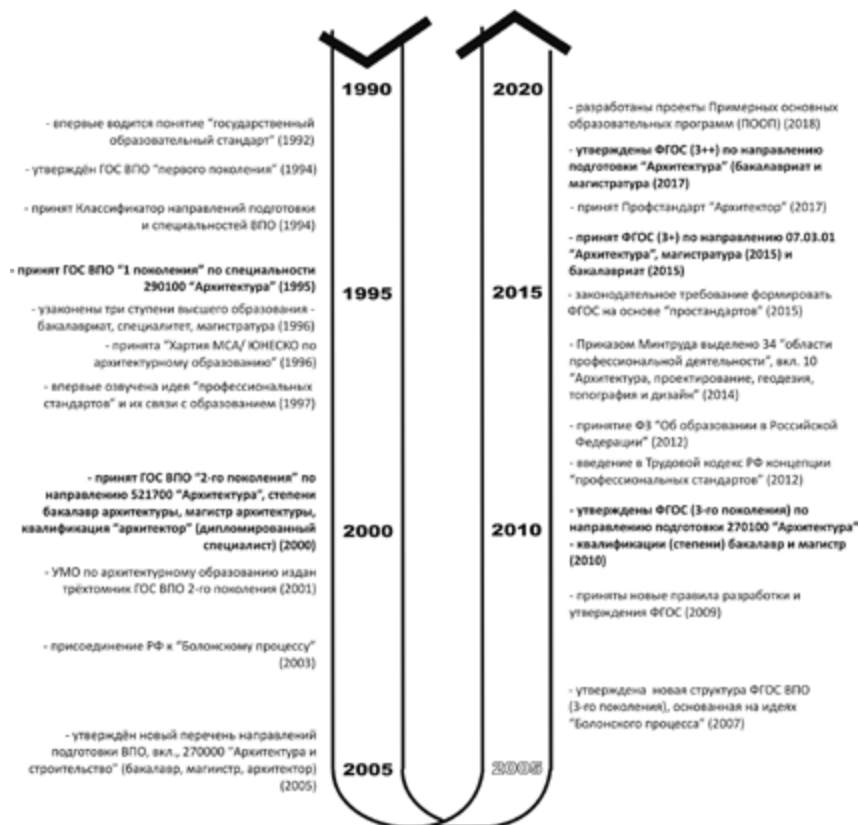 1990
- впервые водится понятие "государственный
образовательный стандарт" (1992)
- утверждён ГОС ВПО "первого поколения" (1994)
- принят Классификатор направлений подготовки
и специальностей ВПО (1994)
- принят ГОС ВПО "1 поколения" по специальности
290100 "Архитектура" (1995)
1995
- узаконены три ступени высшего образования -
бакалавриат, специалитет, магистратура (1996)
- принята "Хартия МСА/ ЮНЕСКО по
архитектурному образованию" (1996)
- впервые озвучена идея "профессиональных
стандартов" и их связи с образованием (1997)
- принят ГОС ВПО "2-го поколения" по
направлению 521700 "Архитектура", степени
бакалавр архитектуры, магистр архитектуры,
квалификация "архитектор" (дипломированный
специалист) (2000)
2000
- УМО по архитектурному образованию издан
трёхтомник ГОС ВПО 2-го поколения (2001)
- присоединение РФ к "Болонскому процессу"
(2003)
- утверждён новый перечень направлений
подготовки ВПО, вкл., 270000 "Архитектура и
строительство" (бакалавр, магиистр, архитектор)
(2005)
2005
2020
- разработаны проекты Примерных основных
образовательных программ (ПООП) (2018)
- утверждены ФГОС (3++) по направлению
подготовки "Архитектура" (бакалавриат и
магистратура (2017)
- принят Профстандарт "Архитектор" (2017)
- принят ФГОС (3+) по направлению 07.03.01
"Архитектура", магистратура (2015) и
бакалавриат (2015)
2015
- законодательное требование формировать
ФГОС на основе "простандартов" (2015)
- Приказом Минтруда выделено 34 "области
профессиональной деятельности", вкл. 10
"Архитектура, проектирование, геодезия,
топография и дизайн" (2014)
- принятие ФЗ "Об образовании в Российской
Федерации" (2012)
- введение в Трудовой кодекс РФ концепции
"профессиональных стандартов" (2012)
- утверждены ФГОС (3-го поколения) по
направлению подготовки 270100 "Архитектура"
- квалификации (степени) бакалавр и магистр
(2010)
2010
- приняты новые правила разработки и
утверждения ФГОС (2009)
- утверждена новая структура ФГОС ВПО
(3-го поколения), основанная на идеях
"Болонского процесса" (2007)
2005